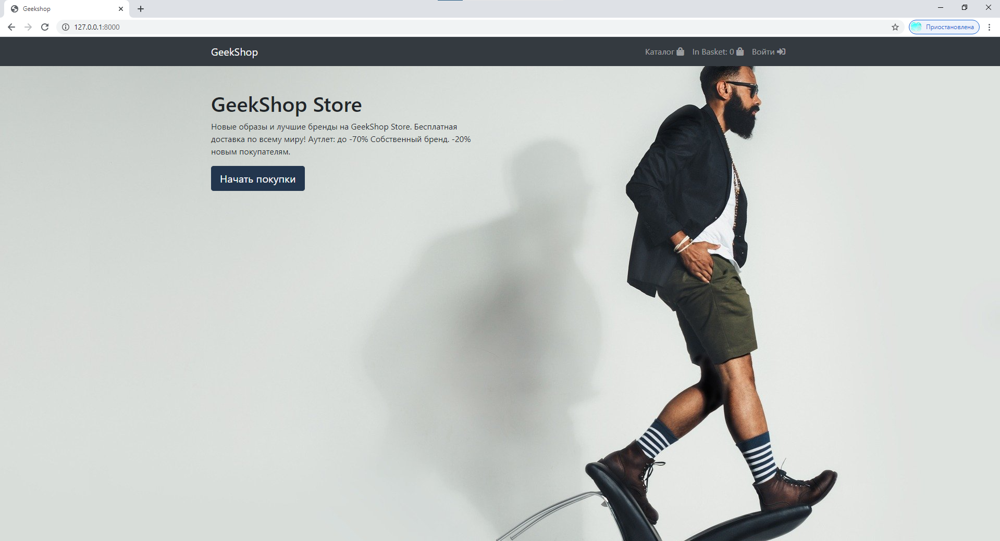 Geekshop
127.0.0.1:8000
Приостановлена
GeekShop
Каталог
In Basket: 0
Войти
GeekShop Store
Новые образы и лучшие бренды на GeekShop Store. Бесплатная
доставка по всему миру! Аутлет: до -70% Собственный бренд. -20%
новым покупателям.
Начать покупки